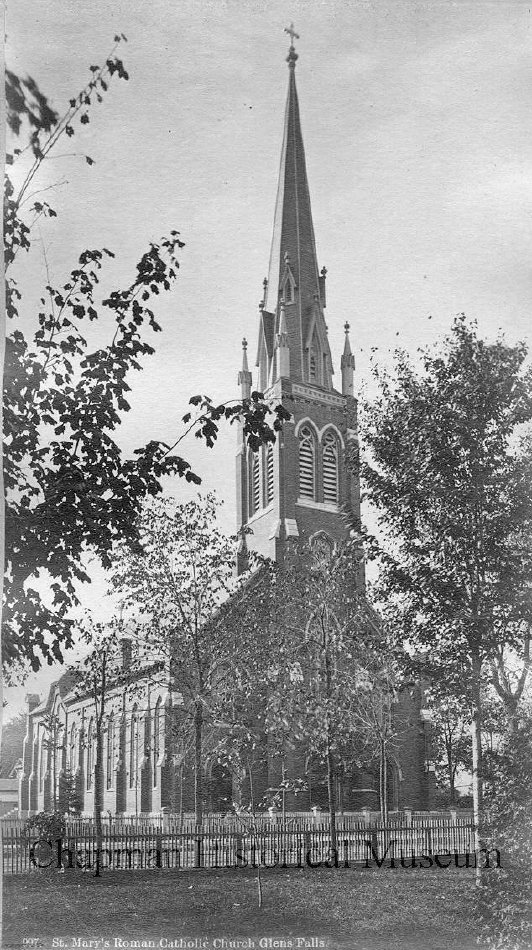 Chapman Historical Museum
997. St. Mary's Roman Catholic Church Glens Falls.